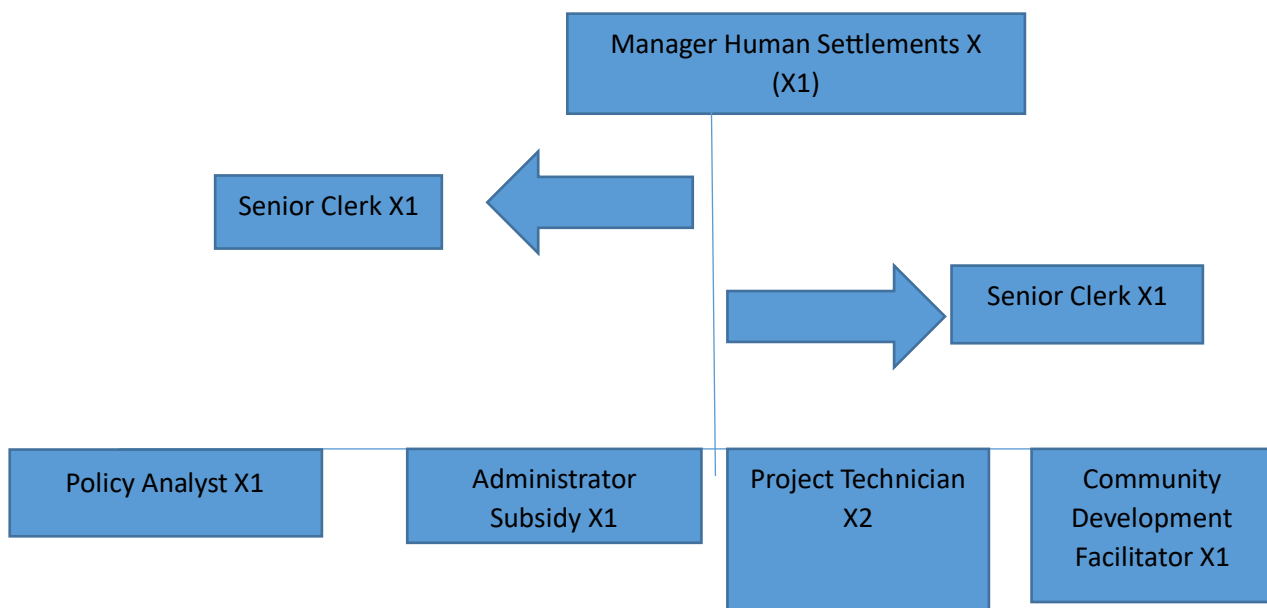 Manager Human Settlements X
(X1)
Senior Clerk X1
Senior Clerk X1
Policy Analyst X1
Administrator
Subsidy X1
Project Technician
X2
Community
Development
Facilitator X1